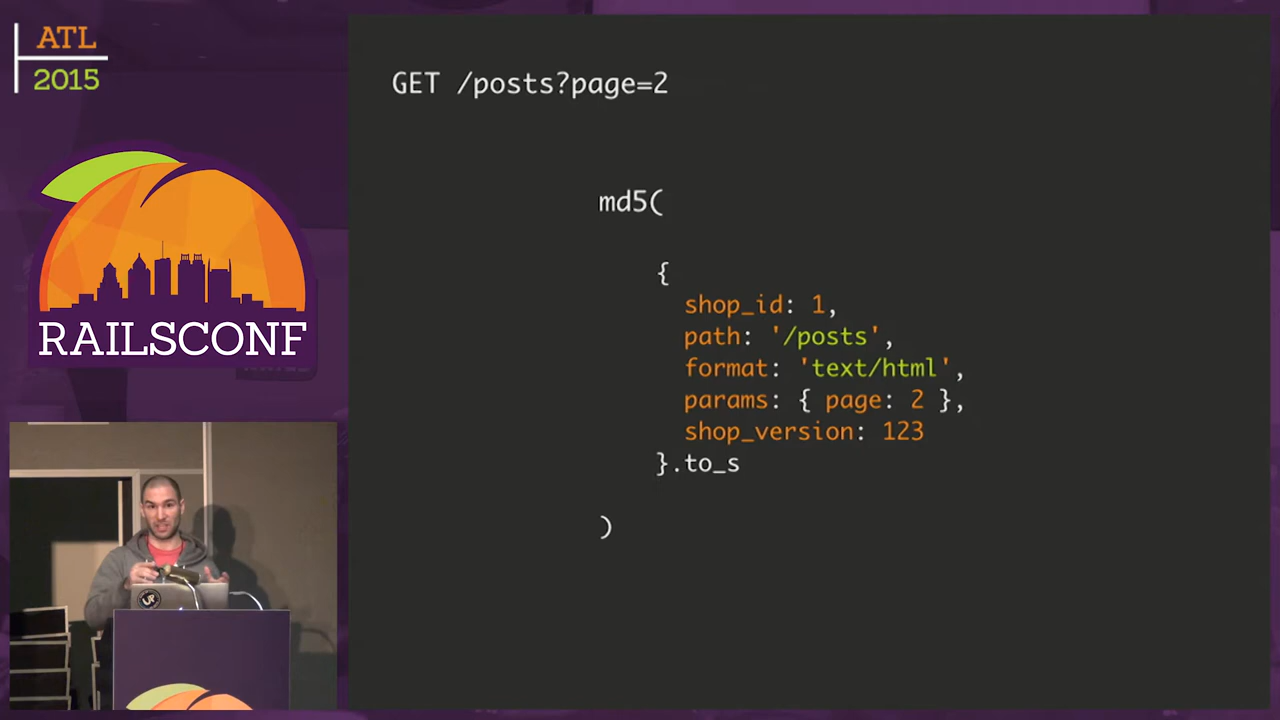 ATL
2015
RAILSCONF
GET /posts?page=2
md5(
{
shop_id: 1,
path: '/posts',
format: 'text/html',
params: { page: 2 },
shop_version: 123
}.to_s
)